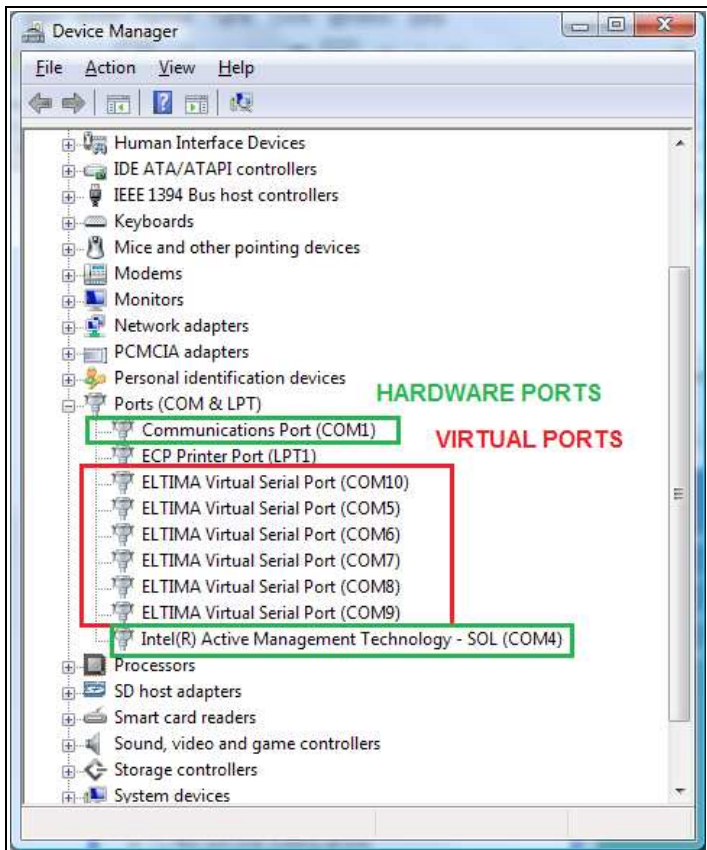 Device Manager
File Action View Help
Human Interface Devices
IDE ATA/ATAPI controllers
IEEE 1394 Bus host controllers
Keyboards
Mice and other pointing devices
Modems
Monitors
Network adapters
PCMCIA adapters
Personal identification devices
HARDWARE PORTS
Ports (COM & LPT)
Communications Port (COM1)
VIRTUAL PORTS
ECP Printer Port (LPT1)
ELTIMA Virtual Serial Port (COM10)
ELTIMA Virtual Serial Port (COM5)
ELTIMA Virtual Serial Port (COM6)
ELTIMA Virtual Serial Port (COM7)
ELTIMA Virtual Serial Port (COM8)
ELTIMA Virtual Serial Port (COM9)
Intel(R) Active Management Technology - SOL (COM4)
Processors
SD host adapters
Smart card readers
Sound, video and game controllers
Storage controllers
System devices